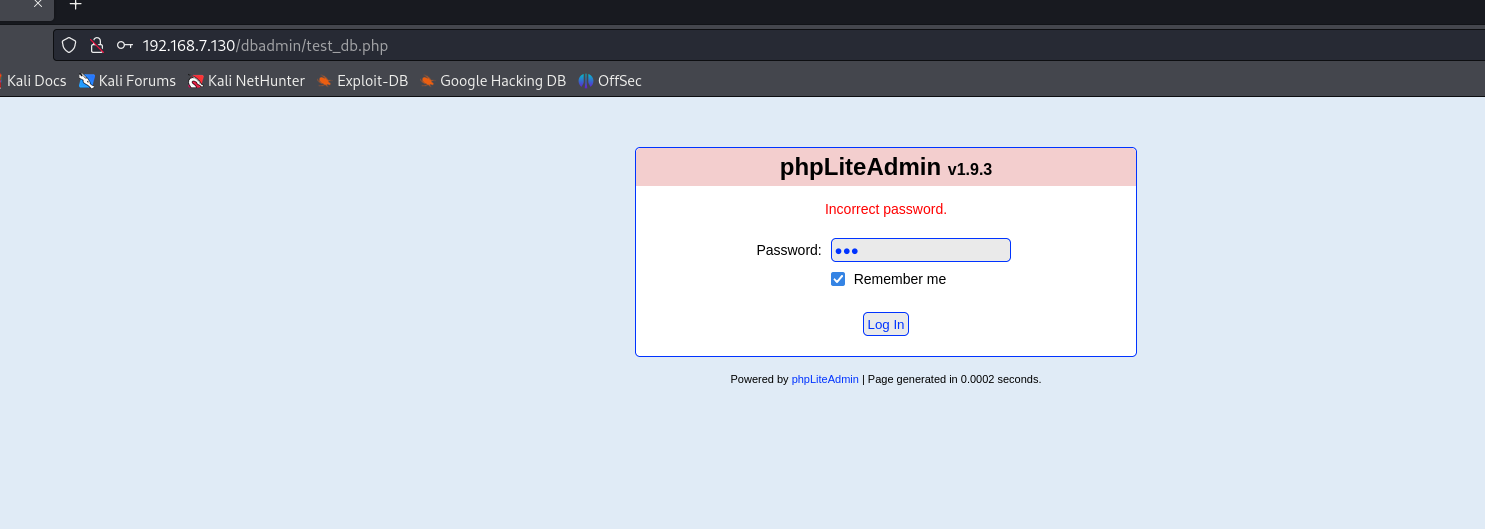 192.168.7.130/dbadmin/test_db.php
Kali Docs Kali Forums Kali NetHunter Exploit-DB Google Hacking DB OffSec
phpLiteAdmin v1.9.3
Incorrect password.
Password: ●●●
Remember me
Log In
Powered by phpLiteAdmin | Page generated in 0.0002 seconds.